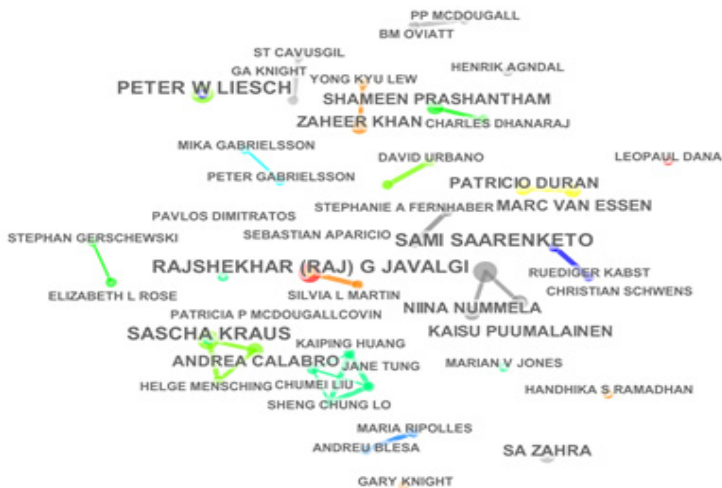 PP MCDOUGALL
BM OVIATT
ST CAVUSGIL
GA KNIGHT
YONG KYU LEW
HENRIK AGNDAL
PETER W LIESCH
SHAMEEN PRASHANTHAM
ZAHEER KHAN
CHARLES DHANARAJ
MIKA GABRIELSSON
DAVID URBANO
LEOPAUL DANA
PETER GABRIELSSON
PATRICIO DURAN
STEPHANIE A FERNHABER
MARC VAN ESSEN
PAVLOS DIMITRATOS
STEPHAN GERSCHEWSKI
SEBASTIAN APARICIO
SAMI SAARENKETO
RAJSHEKHAR (RAJ) G JAVALGI
RUEDIGER KABST
ELIZABETH L ROSE
SILVIA L MARTIN
CHRISTIAN SCHWENS
NIINA NUMMELA
PATRICIA P MCDOUGALLCOVIN
SASCHA KRAUS
KAISU PUUMALAINEN
KAIPING HUANG
ANDREA CALABRO
JANE TUNG
MARIAN V JONES
HELGE MENSCHING
CHUMEI LIU
HANDHIKA S RAMADHAN
SHENG CHUNG LO
MARIA RIPOLLES
ANDREU BLESA
SA ZAHRA
GARY KNIGHT